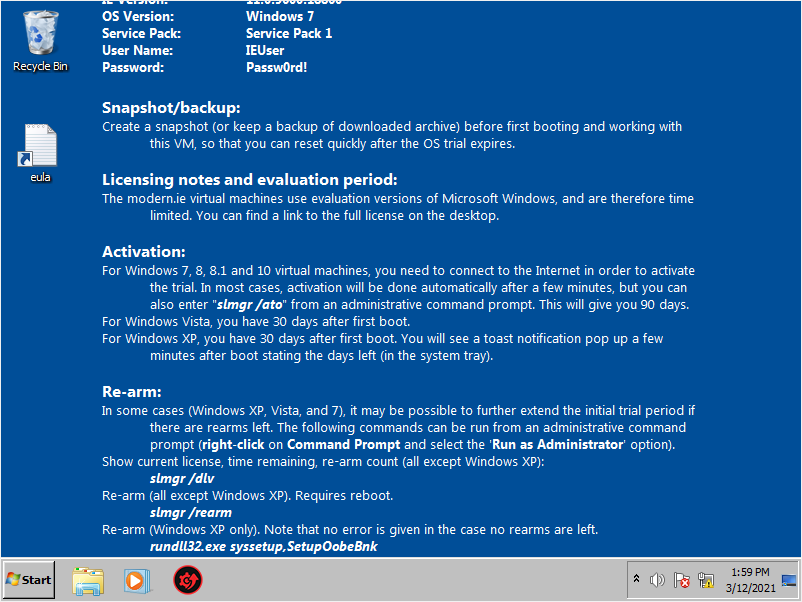 OS Version: Windows 7
Service Pack: Service Pack 1
User Name: IEUser
Password: Passw0rd!
Recycle Bin
Snapshot/backup:
Create a snapshot (or keep a backup of downloaded archive) before first booting and working with
this VM, so that you can reset quickly after the OS trial expires.
eula
Licensing notes and evaluation period:
The modern.ie virtual machines use evaluation versions of Microsoft Windows, and are therefore time
limited. You can find a link to the full license on the desktop.
Activation:
For Windows 7, 8, 8.1 and 10 virtual machines, you need to connect to the Internet in order to activate
the trial. In most cases, activation will be done automatically after a few minutes, but you can
also enter "slmgr /ato" from an administrative command prompt. This will give you 90 days.
For Windows Vista, you have 30 days after first boot.
For Windows XP, you have 30 days after first boot. You will see a toast notification pop up a few
minutes after boot stating the days left (in the system tray).
Re-arm:
In some cases (Windows XP, Vista, and 7), it may be possible to further extend the initial trial period if
there are rearms left. The following commands can be run from an administrative command
prompt (right-click on Command Prompt and select the 'Run as Administrator' option).
Show current license, time remaining, re-arm count (all except Windows XP):
slmgr /dlv
Re-arm (all except Windows XP). Requires reboot.
slmgr /rearm
Re-arm (Windows XP only). Note that no error is given in the case no rearms are left.
rundll32.exe syssetup,SetupOobeBnk
Start
1:59 PM
3/12/2021